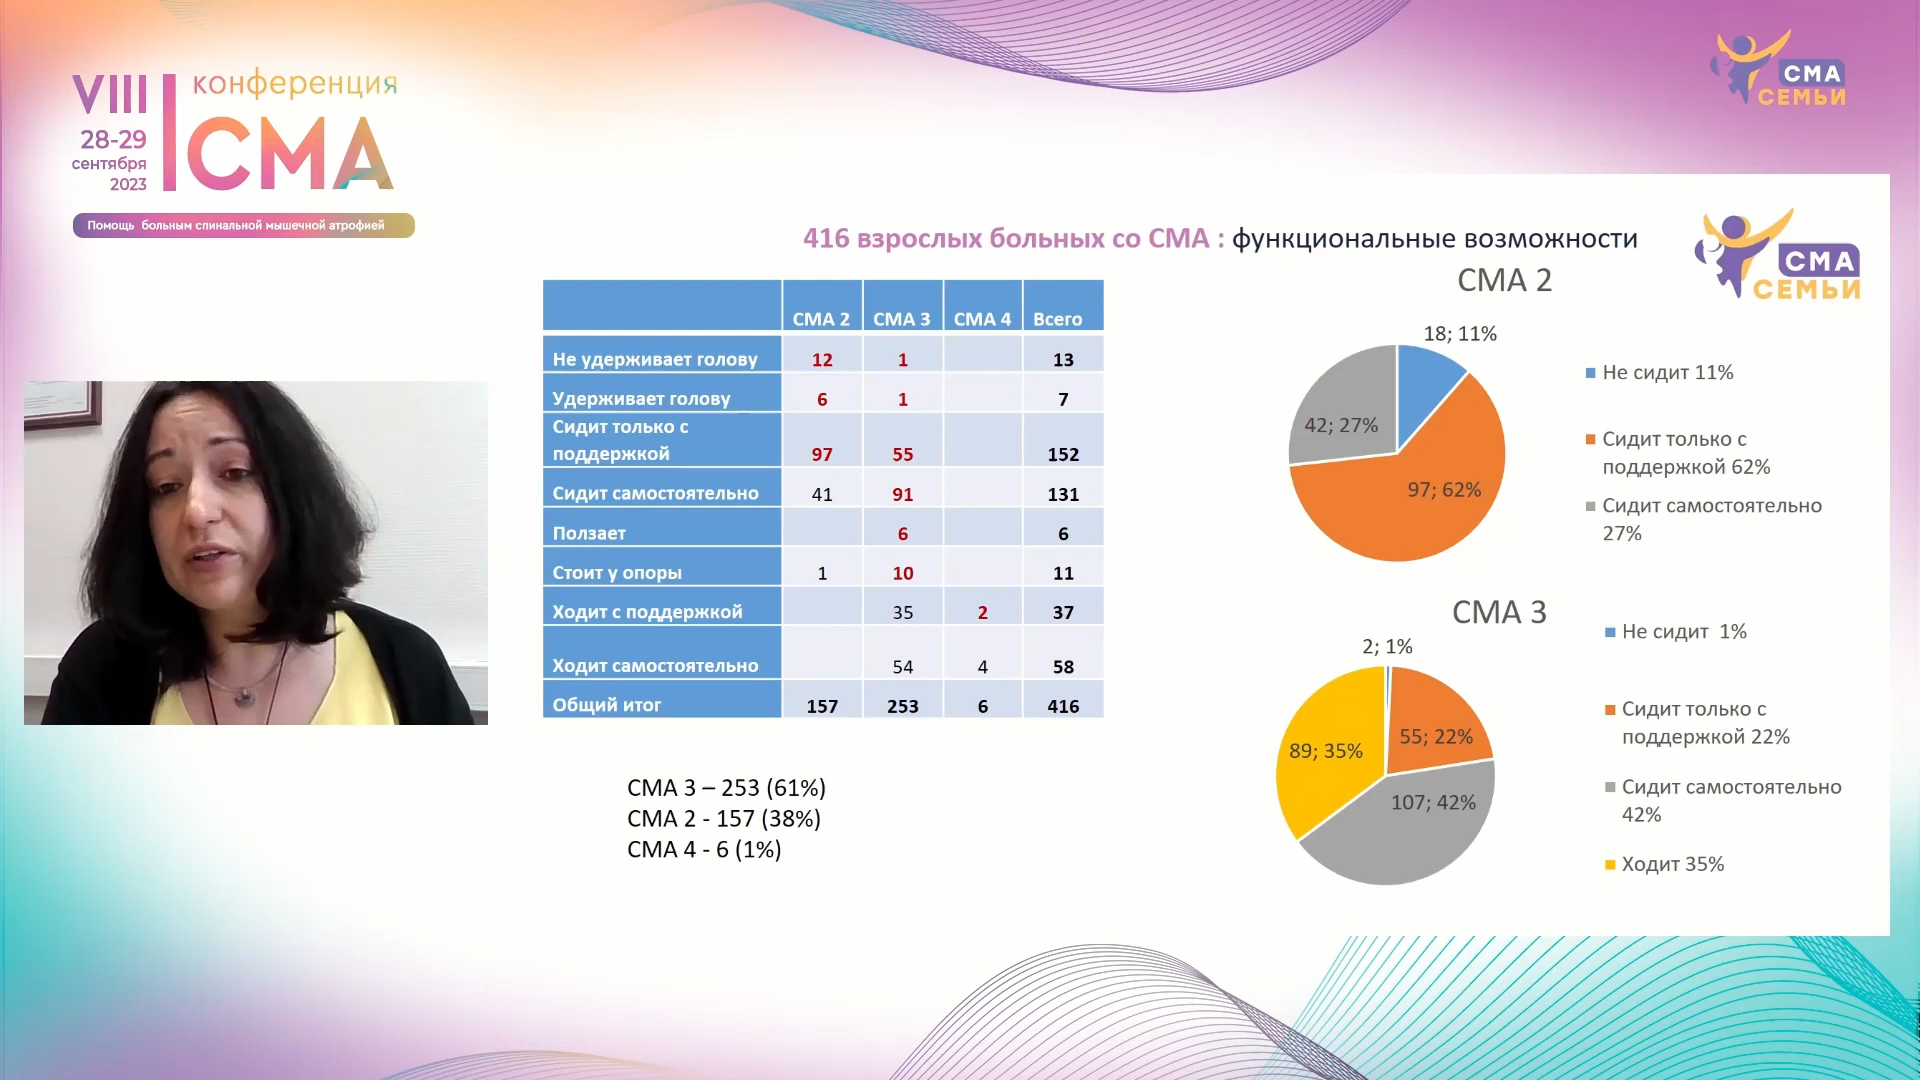 VIII
28-29
сентября
2023
конференция
СМА
Помощь больным спинальной мышечной атрофией
СМА
СЕМЬИ
416 взрослых больных со СМА : функциональные возможности
СМА
СЕМЬИ
СМА 2 СМА 3 СМА 4 Всего
Не удерживает голову 12 1 13
Удерживает голову 6 1 7
Сидит только с
поддержкой 97 55 152
Сидит самостоятельно 41 91 131
Ползает 6 6
Стоит у опоры 1 10 11
Ходит с поддержкой 35 2 37
Ходит самостоятельно 54 4 58
Общий итог 157 253 6 416
СМА 3 – 253 (61%)
СМА 2 - 157 (38%)
СМА 4 - 6 (1%)
СМА 2
18; 11%
42; 27%
97; 62%
Не сидит 11%
Сидит только с
поддержкой 62%
Сидит самостоятельно
27%
СМА 3
2; 1%
55; 22%
89; 35%
107; 42%
Не сидит 1%
Сидит только с
поддержкой 22%
Сидит самостоятельно
42%
Ходит 35%